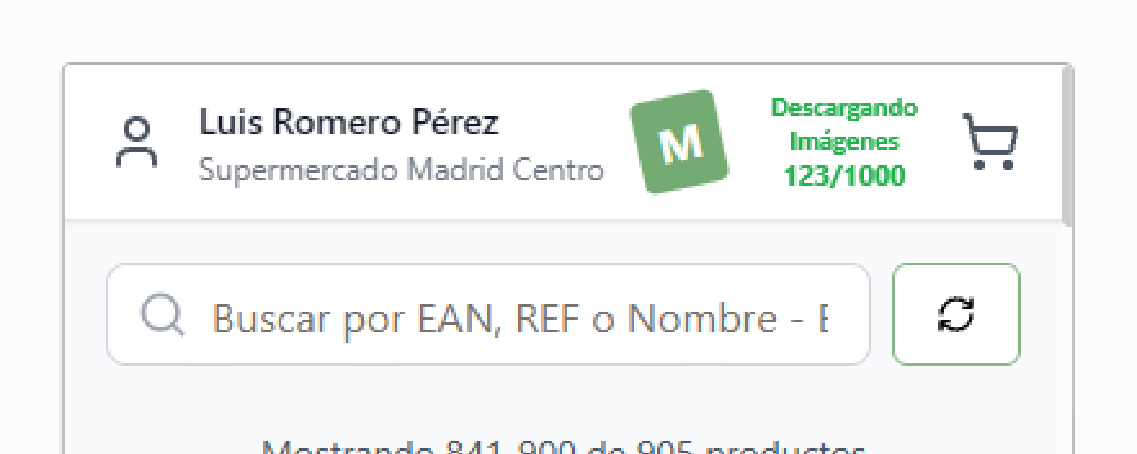 Luis Romero Pérez
Supermercado Madrid Centro
M
Descargando
Imágenes
123/1000
Buscar por EAN, REF o Nombre -
Mostrando 841-900 de 905 productos